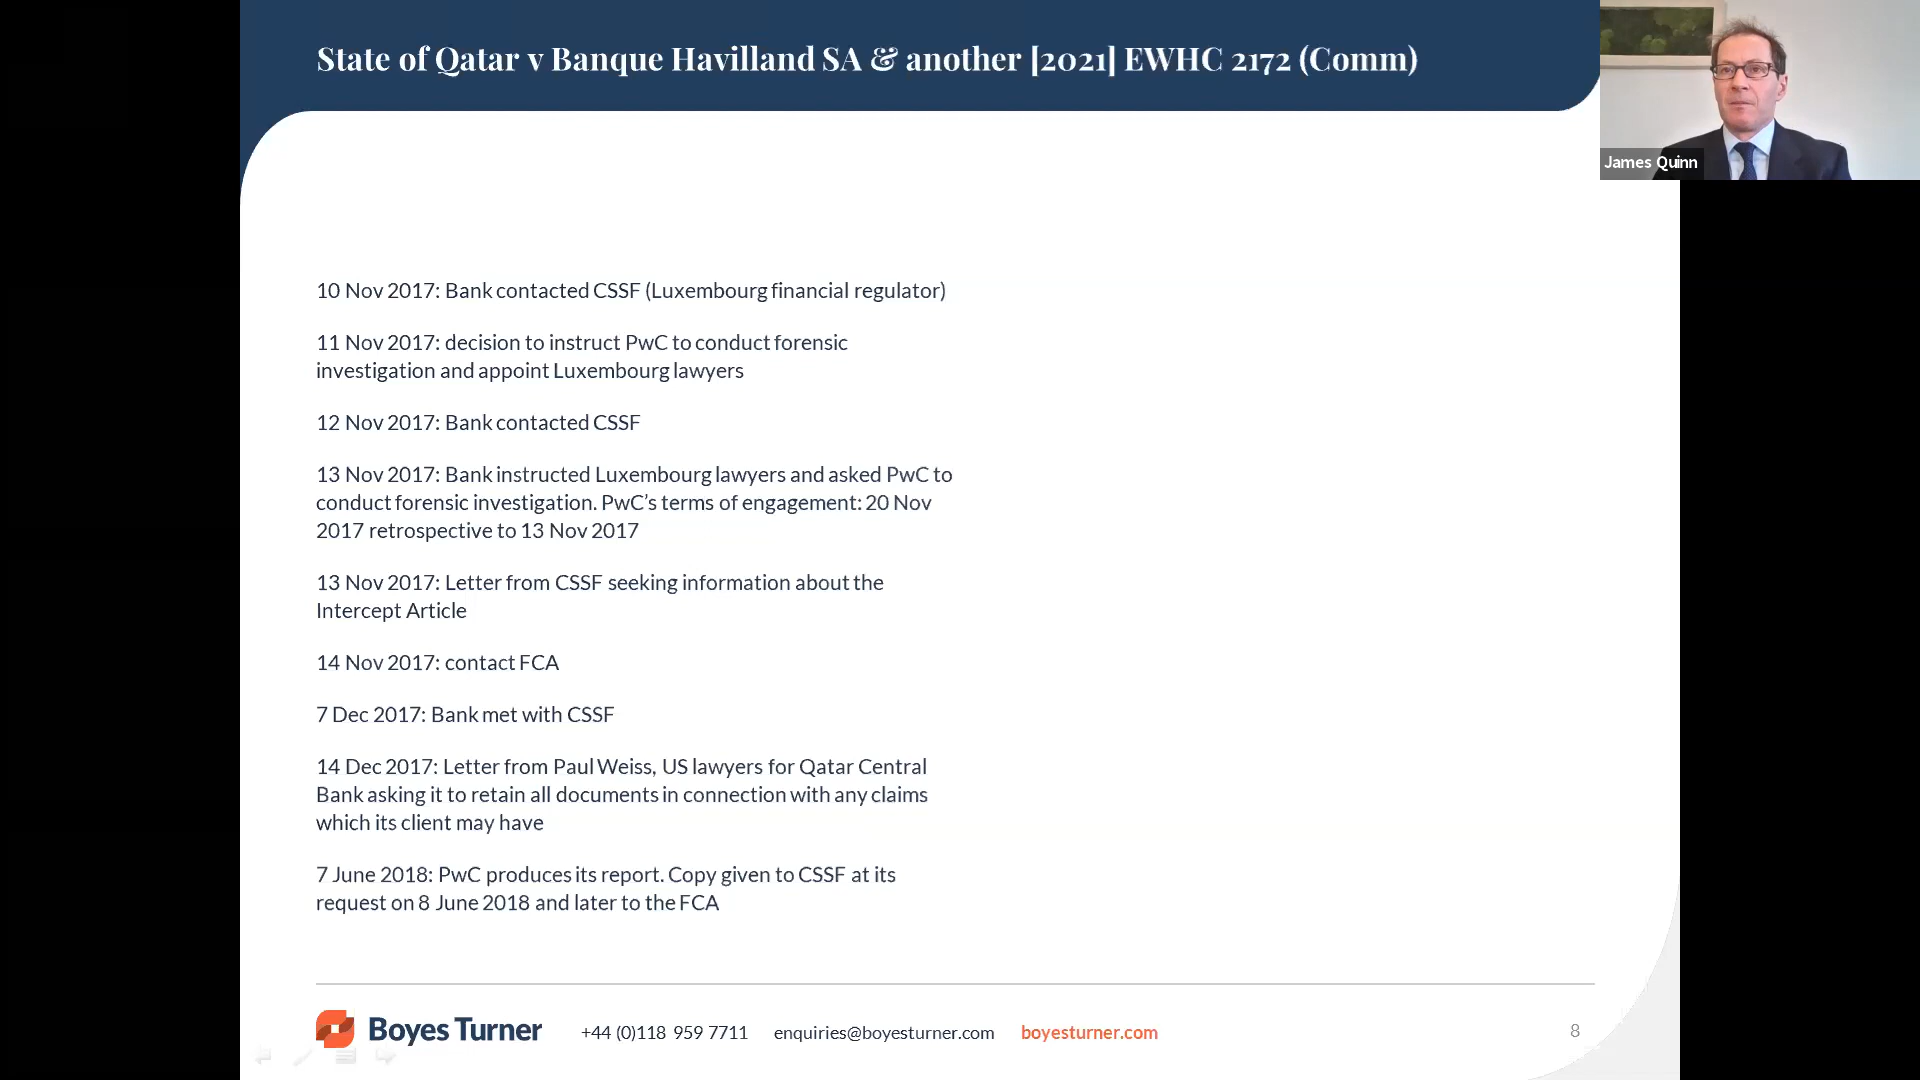 State of Qatar v Banque Havilland SA & another [2021] EWHC 2172 (Comm)
James Quinn
10 Nov 2017: Bank contacted CSSF (Luxembourg financial regulator)
11 Nov 2017: decision to instruct PwC to conduct forensic
investigation and appoint Luxembourg lawyers
12 Nov 2017: Bank contacted CSSF
13 Nov 2017: Bank instructed Luxembourg lawyers and asked PwC to
conduct forensic investigation. PwC’s terms of engagement: 20 Nov
2017 retrospective to 13 Nov 2017
13 Nov 2017: Letter from CSSF seeking information about the
Intercept Article
14 Nov 2017: contact FCA
7 Dec 2017: Bank met with CSSF
14 Dec 2017: Letter from Paul Weiss, US lawyers for Qatar Central
Bank asking it to retain all documents in connection with any claims
which its client may have
7 June 2018: PwC produces its report. Copy given to CSSF at its
request on 8 June 2018 and later to the FCA
Boyes Turner +44 (0)118 959 7711 enquiries@boyesturner.com boyesturner.com 8